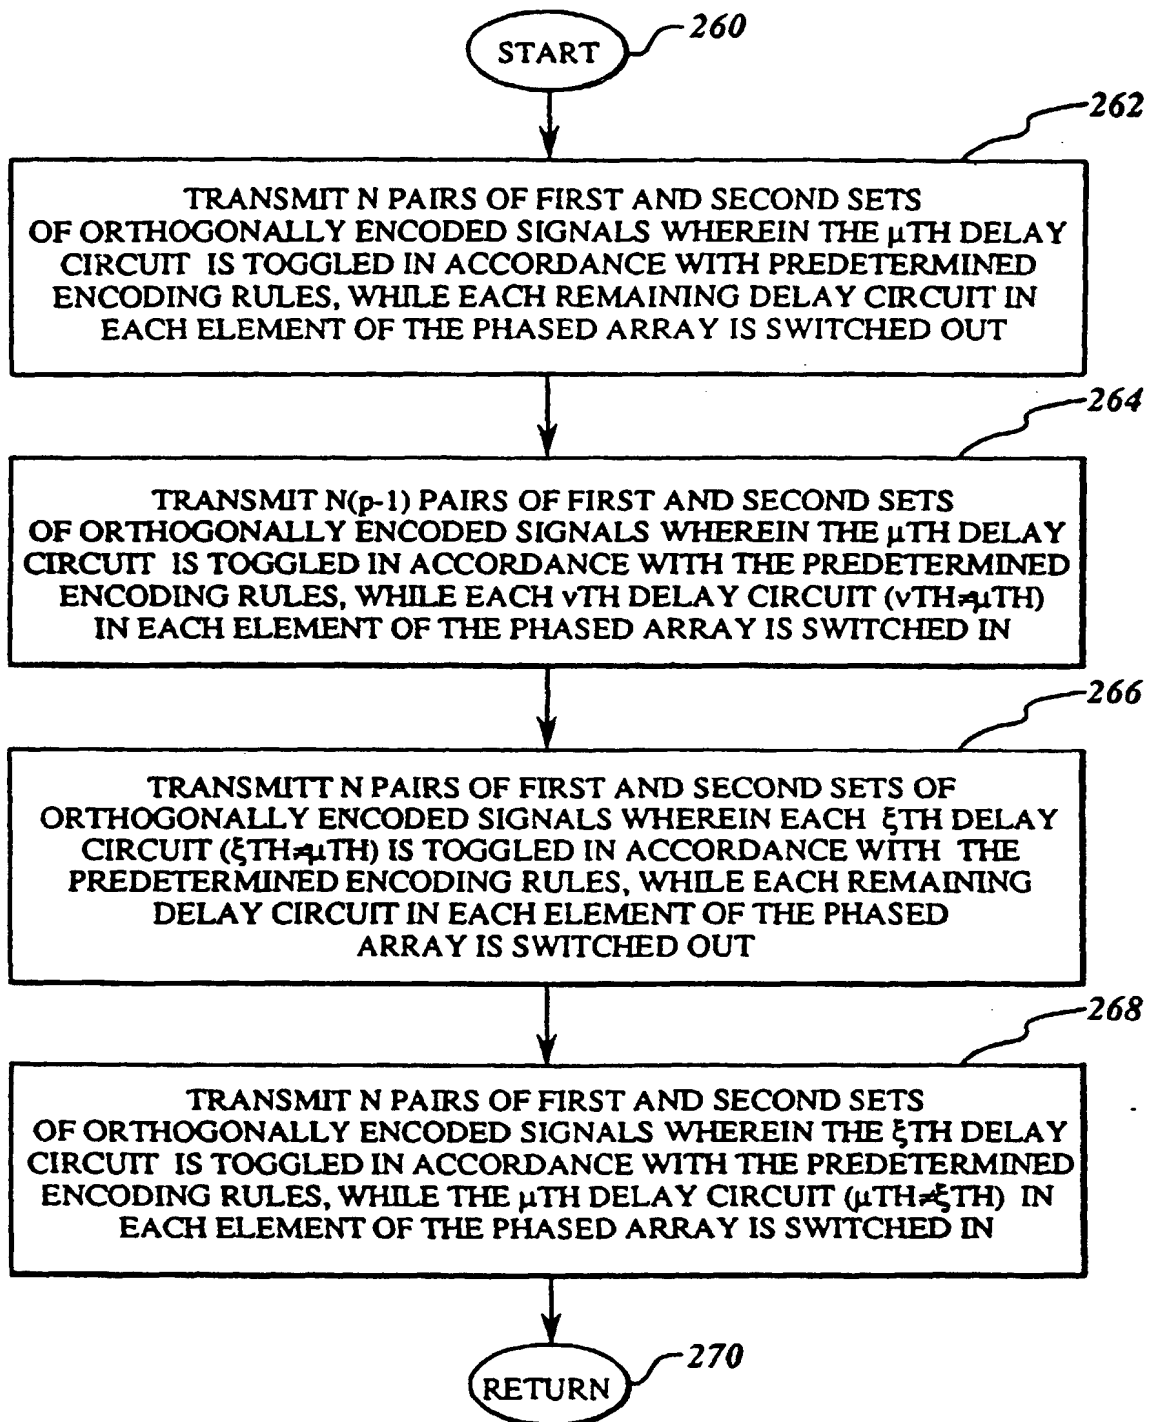 START
260
262
TRANSMIT N PAIRS OF FIRST AND SECOND SETS
OF ORTHOGONALLY ENCODED SIGNALS WHEREIN THE μTH DELAY
CIRCUIT IS TOGGLED IN ACCORDANCE WITH PREDETERMINED
ENCODING RULES, WHILE EACH REMAINING DELAY CIRCUIT IN
EACH ELEMENT OF THE PHASED ARRAY IS SWITCHED OUT
264
TRANSMIT N(p-1) PAIRS OF FIRST AND SECOND SETS
OF ORTHOGONALLY ENCODED SIGNALS WHEREIN THE μTH DELAY
CIRCUIT IS TOGGLED IN ACCORDANCE WITH THE PREDETERMINED
ENCODING RULES, WHILE EACH νTH DELAY CIRCUIT (νTH≠μTH)
IN EACH ELEMENT OF THE PHASED ARRAY IS SWITCHED IN
266
TRANSMITT N PAIRS OF FIRST AND SECOND SETS OF
ORTHOGONALLY ENCODED SIGNALS WHEREIN EACH ξTH DELAY
CIRCUIT (ξTH≠μTH) IS TOGGLED IN ACCORDANCE WITH THE
PREDETERMINED ENCODING RULES, WHILE EACH REMAINING
DELAY CIRCUIT IN EACH ELEMENT OF THE PHASED
ARRAY IS SWITCHED OUT
268
TRANSMIT N PAIRS OF FIRST AND SECOND SETS
OF ORTHOGONALLY ENCODED SIGNALS WHEREIN THE ξTH DELAY
CIRCUIT IS TOGGLED IN ACCORDANCE WITH THE PREDETERMINED
ENCODING RULES, WHILE THE μTH DELAY CIRCUIT (μTH≠ξTH) IN
EACH ELEMENT OF THE PHASED ARRAY IS SWITCHED IN
270
RETURN